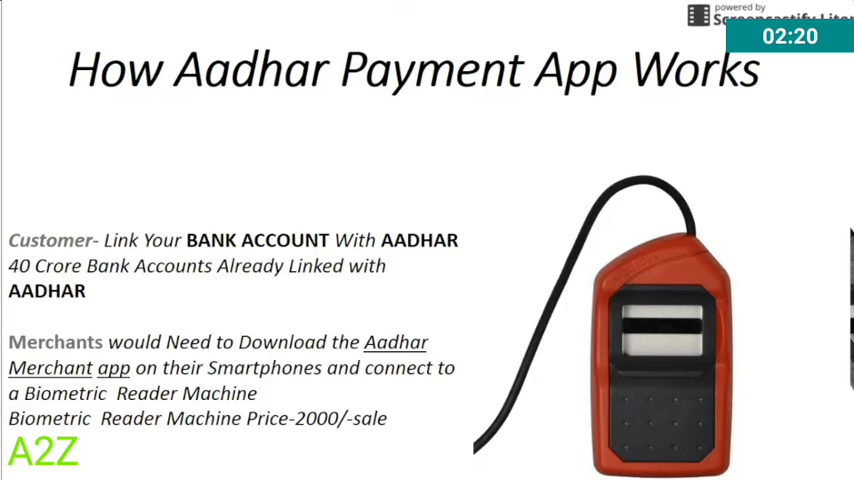 powered by
Screencastify Lite
02:20
How Aadhar Payment App Works
Customer- Link Your BANK ACCOUNT With AADHAR
40 Crore Bank Accounts Already Linked with
AADHAR
Merchants would Need to Download the Aadhar
Merchant app on their Smartphones and connect to
a Biometric Reader Machine
Biometric Reader Machine Price-2000/-sale
A2Z